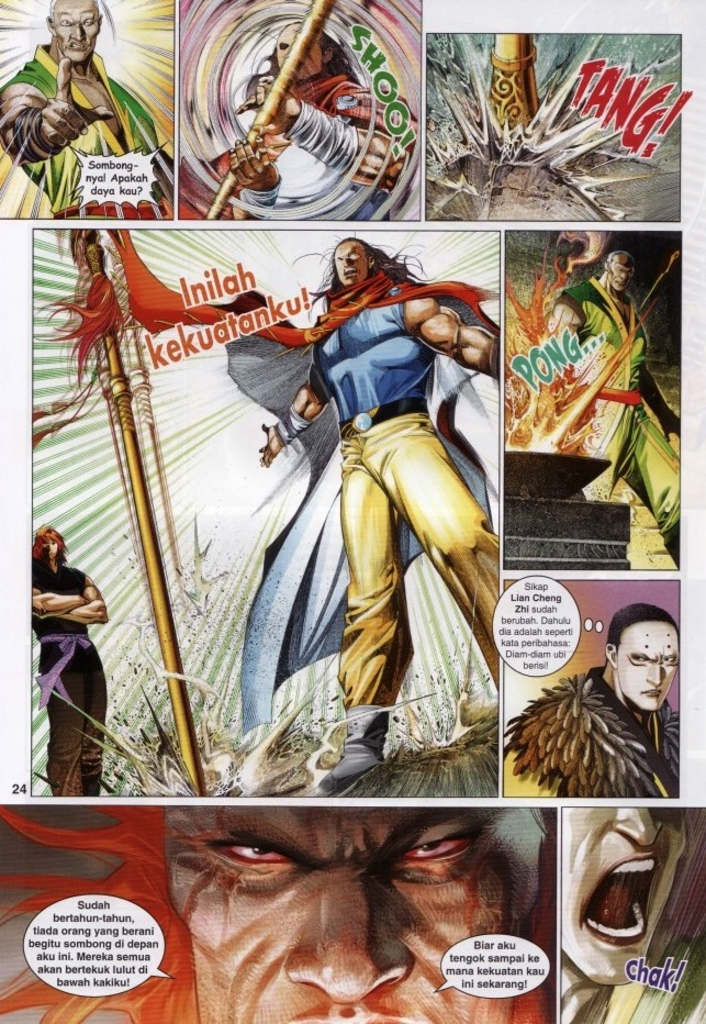 Sombong-
nya! Apakah
daya kau?
SHOOO!
TANG!
Inilah
kekuatanku!
PONG...
Sikap
Lian Cheng
Zhi sudah
berubah. Dahulu
dia adalah seperti
kata peribahasa:
Diam-diam ubi
berisi!
24
Sudah
bertahun-tahun,
tiada orang yang berani
begitu sombong di depan
aku ini. Mereka semua
akan bertekuk lulut di
bawah kakiku!
Biar aku
tengok sampai ke
mana kekuatan kau
ini sekarang!
chak!